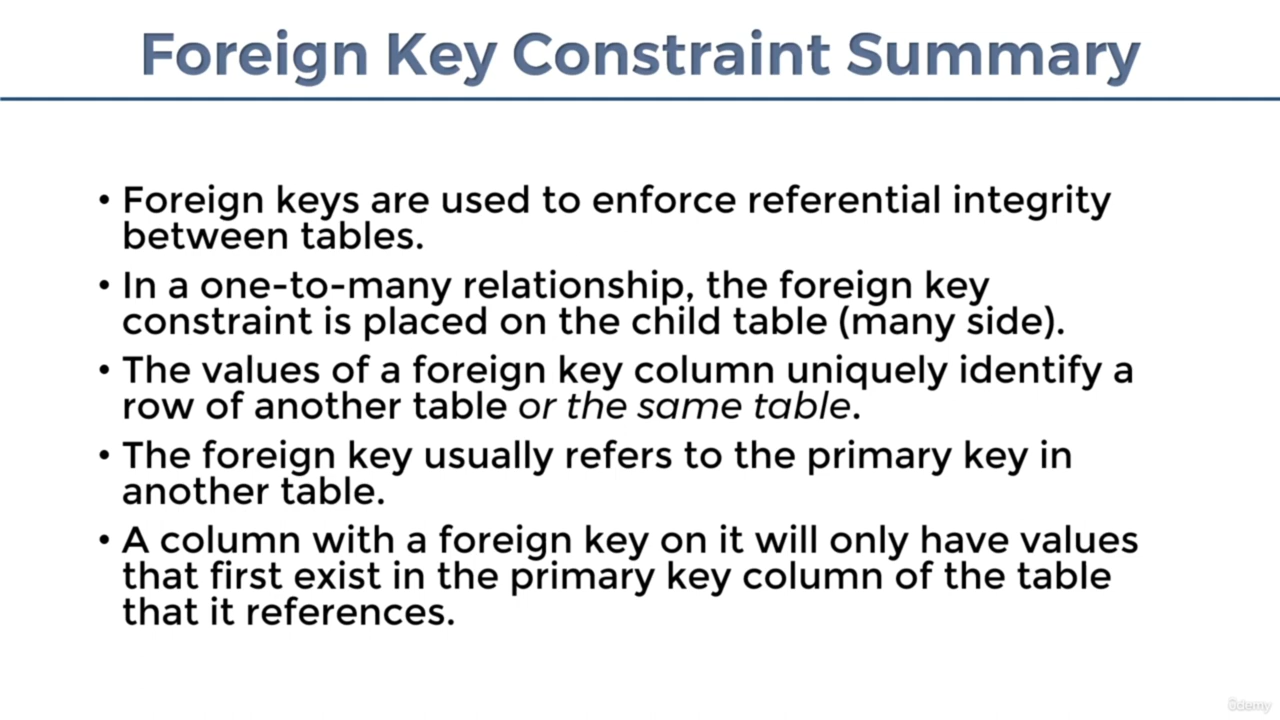 Foreign Key Constraint Summary
• Foreign keys are used to enforce referential integrity
between tables.
• In a one-to-many relationship, the foreign key
constraint is placed on the child table (many side).
• The values of a foreign key column uniquely identify a
row of another table or the same table.
• The foreign key usually refers to the primary key in
another table.
• A column with a foreign key on it will only have values
that first exist in the primary key column of the table
that it references.
ûdemy